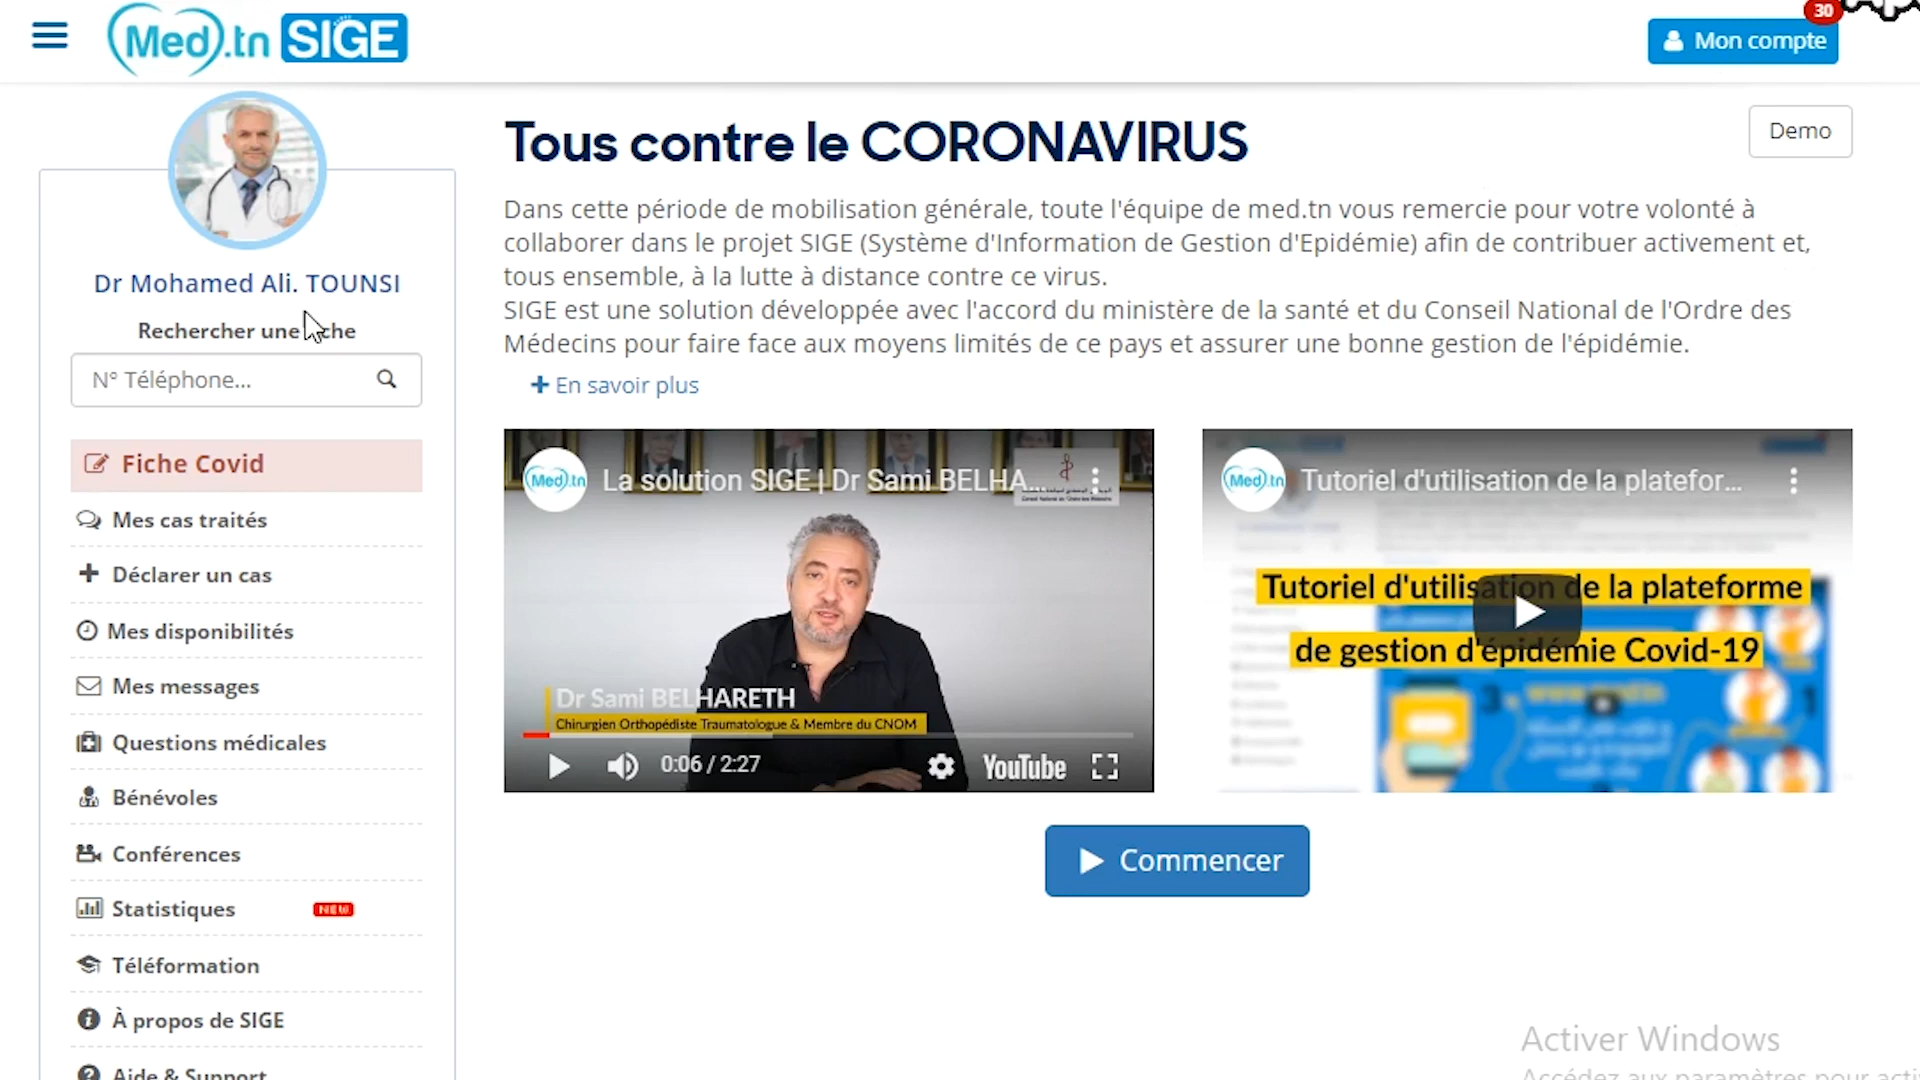 Med.tn SIGE
30
Mon compte
Dr Mohamed Ali. TOUNSI
Rechercher une
N° Téléphone...
Fiche Covid
Mes cas traités
Déclarer un cas
Mes disponibilités
Mes messages
Questions médicales
Bénévoles
Conférences
Statistiques NEW
Téléformation
À propos de SIGE
Aide & Support
Tous contre le CORONAVIRUS
Demo
Dans cette période de mobilisation générale, toute l'équipe de med.tn vous remercie pour votre volonté à
collaborer dans le projet SIGE (Système d'Information de Gestion d'Epidémie) afin de contribuer activement et,
tous ensemble, à la lutte à distance contre ce virus.
SIGE est une solution développée avec l'accord du ministère de la santé et du Conseil National de l'Ordre des
Médecins pour faire face aux moyens limités de ce pays et assurer une bonne gestion de l'épidémie.
+ En savoir plus
Med.tn La solution SIGE | Dr Sami BELHA...
Dr Sami BELHARETH
Chirurgien Orthopédiste Traumatologue & Membre du CNOM
0:06 / 2:27 YouTube
Med.tn Tutoriel d'utilisation de la platefor...
Tutoriel d'utilisation de la plateforme
de gestion d'épidémie Covid-19
Commencer
Activer Windows
Accédez aux paramètres pour